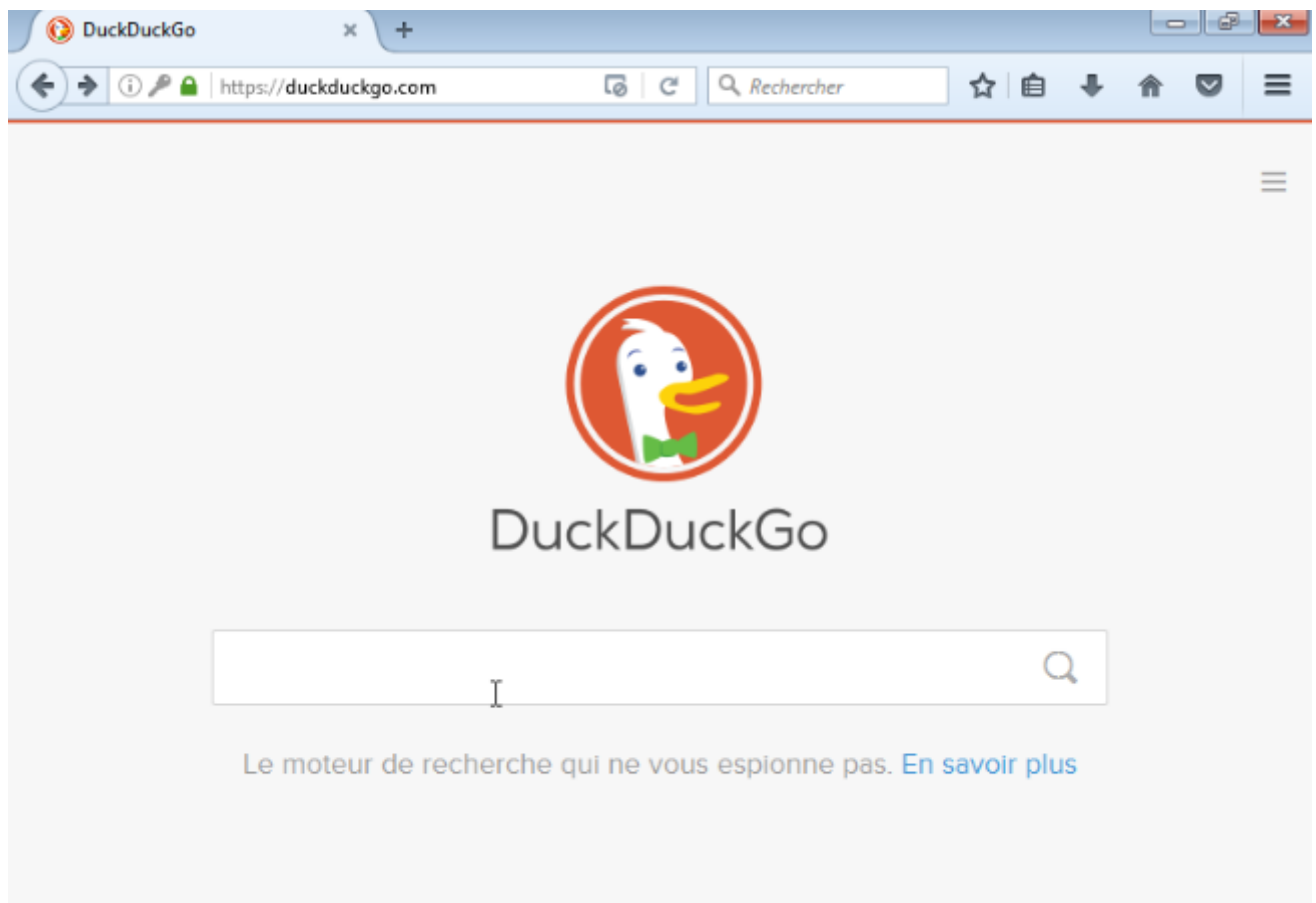 DuckDuckGo
https://duckduckgo.com
Rechercher
DuckDuckGo
Le moteur de recherche qui ne vous espionne pas. En savoir plus